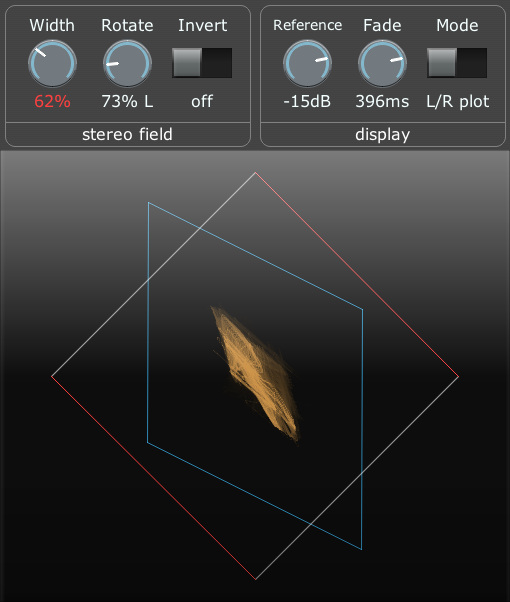 Width Rotate Invert
62% 73% L off
stereo field
Reference Fade Mode
-15dB 396ms L/R plot
display